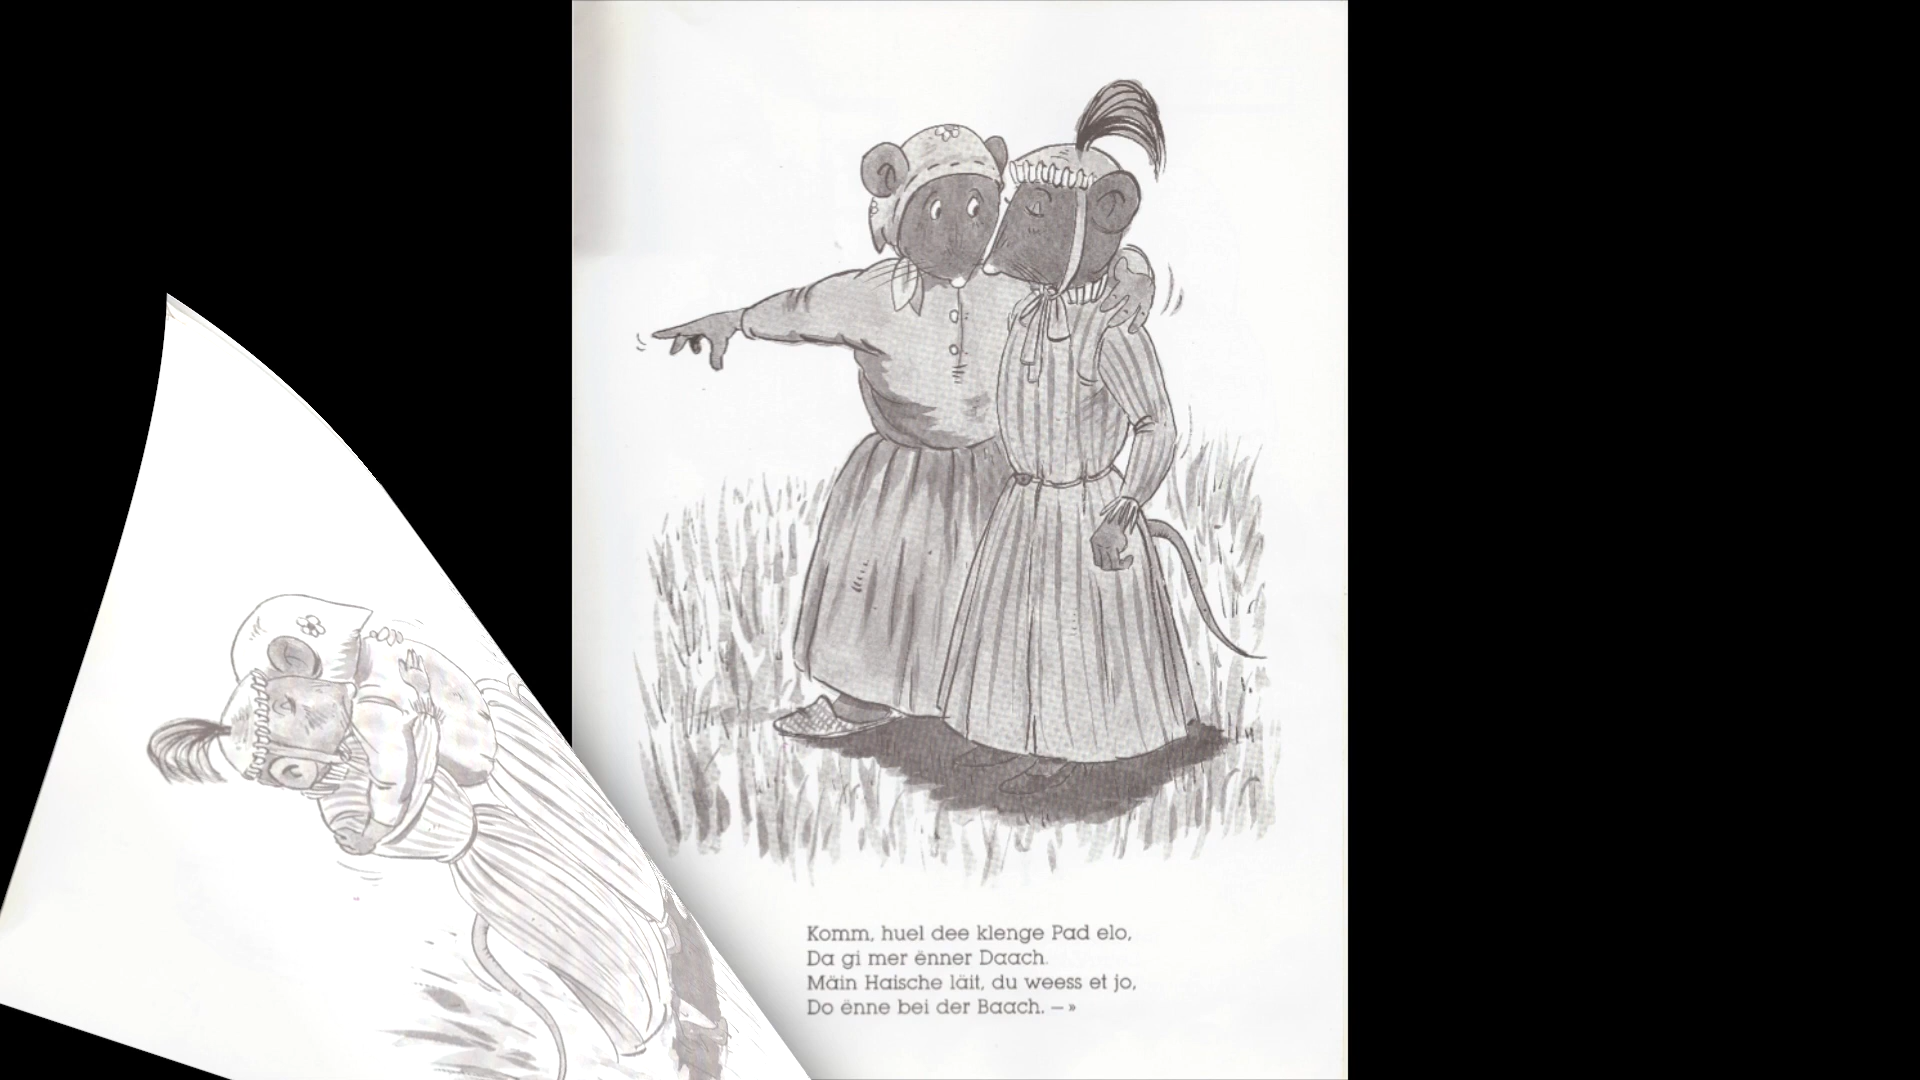 Komm, huel dee klenge Pad elo,
Da gi mer ënner Daach.
Mäin Haische läit, du weess et jo,
Do ënne bei der Baach. — »